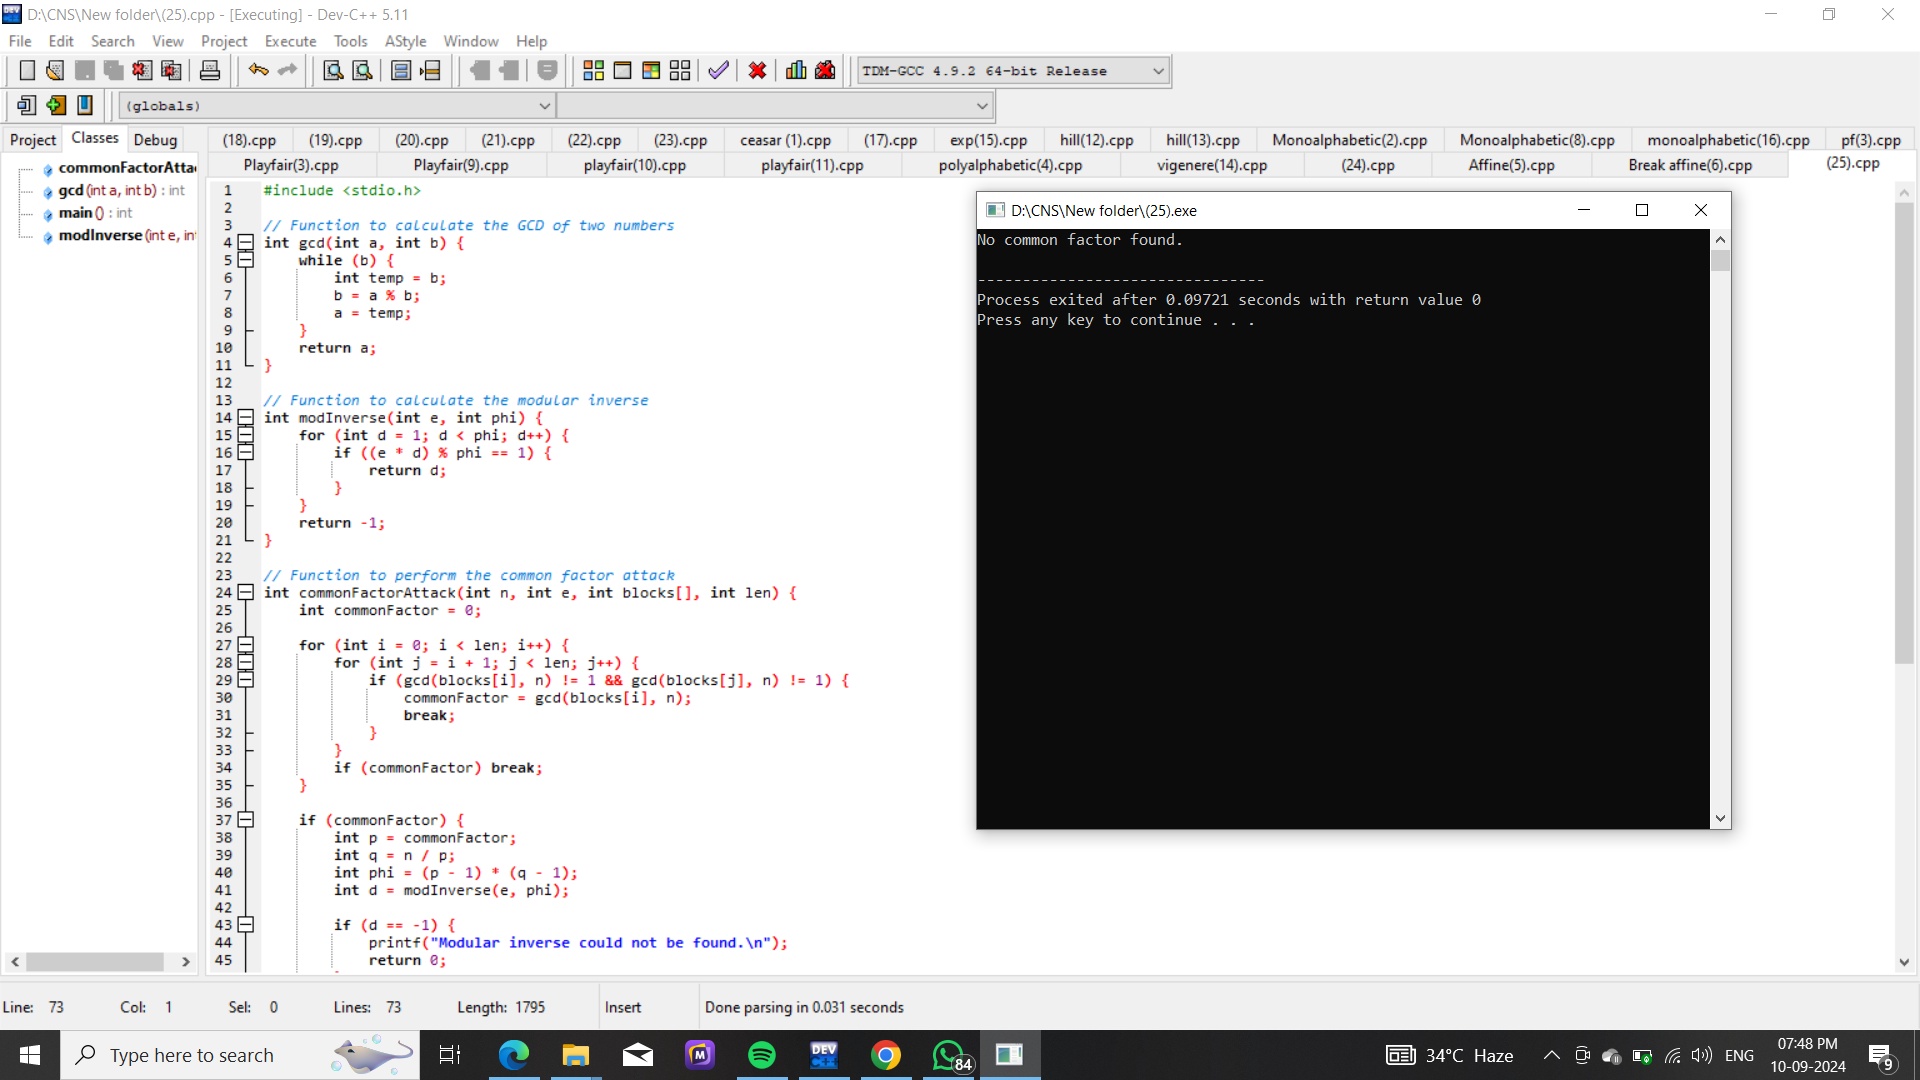 D:\CNS\New folder\(25).cpp - [Executing] - Dev-C++ 5.11
File Edit Search View Project Execute Tools AStyle Window Help
TDM-GCC 4.9.2 64-bit Release
(globals)
Project Classes Debug
(18).cpp (19).cpp (20).cpp (21).cpp (22).cpp (23).cpp ceasar (1).cpp (17).cpp exp(15).cpp hill(12).cpp hill(13).cpp Monoalphabetic(2).cpp Monoalphabetic(8).cpp monoalphabetic(16).cpp pf(3).cpp
Playfair(3).cpp Playfair(9).cpp playfair(10).cpp playfair(11).cpp polyalphabetic(4).cpp vigenere(14).cpp (24).cpp Affine(5).cpp Break affine(6).cpp (25).cpp
commonFactorAtta
gcd (int a, int b) : int
main () : int
modInverse (int e, in
1 #include <stdio.h>
2
3 // Function to calculate the GCD of two numbers
4 int gcd(int a, int b) {
5 while (b) {
6 int temp = b;
7 b = a % b;
8 a = temp;
9 }
10 return a;
11 }
12
13 // Function to calculate the modular inverse
14 int modInverse(int e, int phi) {
15 for (int d = 1; d < phi; d++) {
16 if ((e * d) % phi == 1) {
17 return d;
18 }
19 }
20 return -1;
21 }
22
23 // Function to perform the common factor attack
24 int commonFactorAttack(int n, int e, int blocks[], int len) {
25 int commonFactor = 0;
26
27 for (int i = 0; i < len; i++) {
28 for (int j = i + 1; j < len; j++) {
29 if (gcd(blocks[i], n) != 1 && gcd(blocks[j], n) != 1) {
30 commonFactor = gcd(blocks[i], n);
31 break;
32 }
33 }
34 if (commonFactor) break;
35 }
36
37 if (commonFactor) {
38 int p = commonFactor;
39 int q = n / p;
40 int phi = (p - 1) * (q - 1);
41 int d = modInverse(e, phi);
42
43 if (d == -1) {
44 printf("Modular inverse could not be found.\n");
45 return 0;
D:\CNS\New folder\(25).exe
No common factor found.
--------------------------------
Process exited after 0.09721 seconds with return value 0
Press any key to continue . . .
Line: 73 Col: 1 Sel: 0 Lines: 73 Length: 1795 Insert Done parsing in 0.031 seconds
Type here to search
DEV C++
84
34°C Haze
ENG
07:48 PM
10-09-2024
9